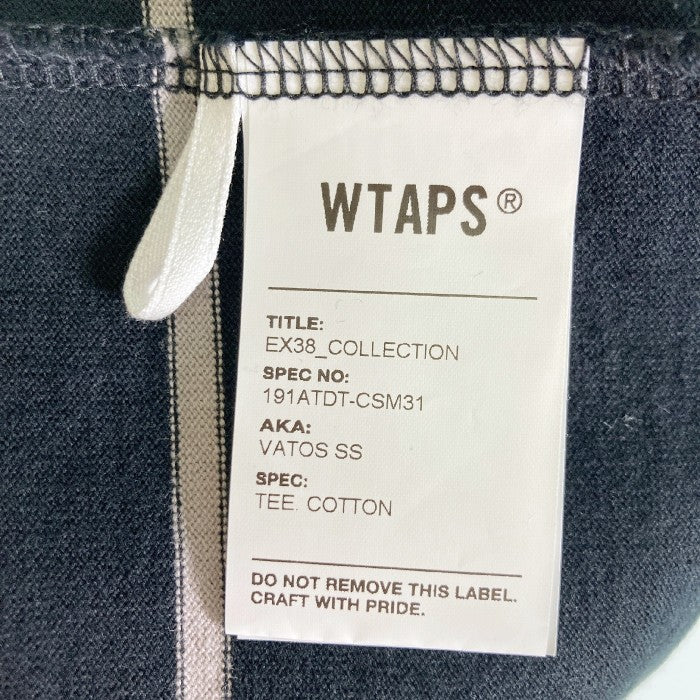 WTAPS®
TITLE:
EX38_COLLECTION
SPEC NO:
191ATDT-CSM31
AKA:
VATOS SS
SPEC:
TEE. COTTON
DO NOT REMOVE THIS LABEL.
CRAFT WITH PRIDE.